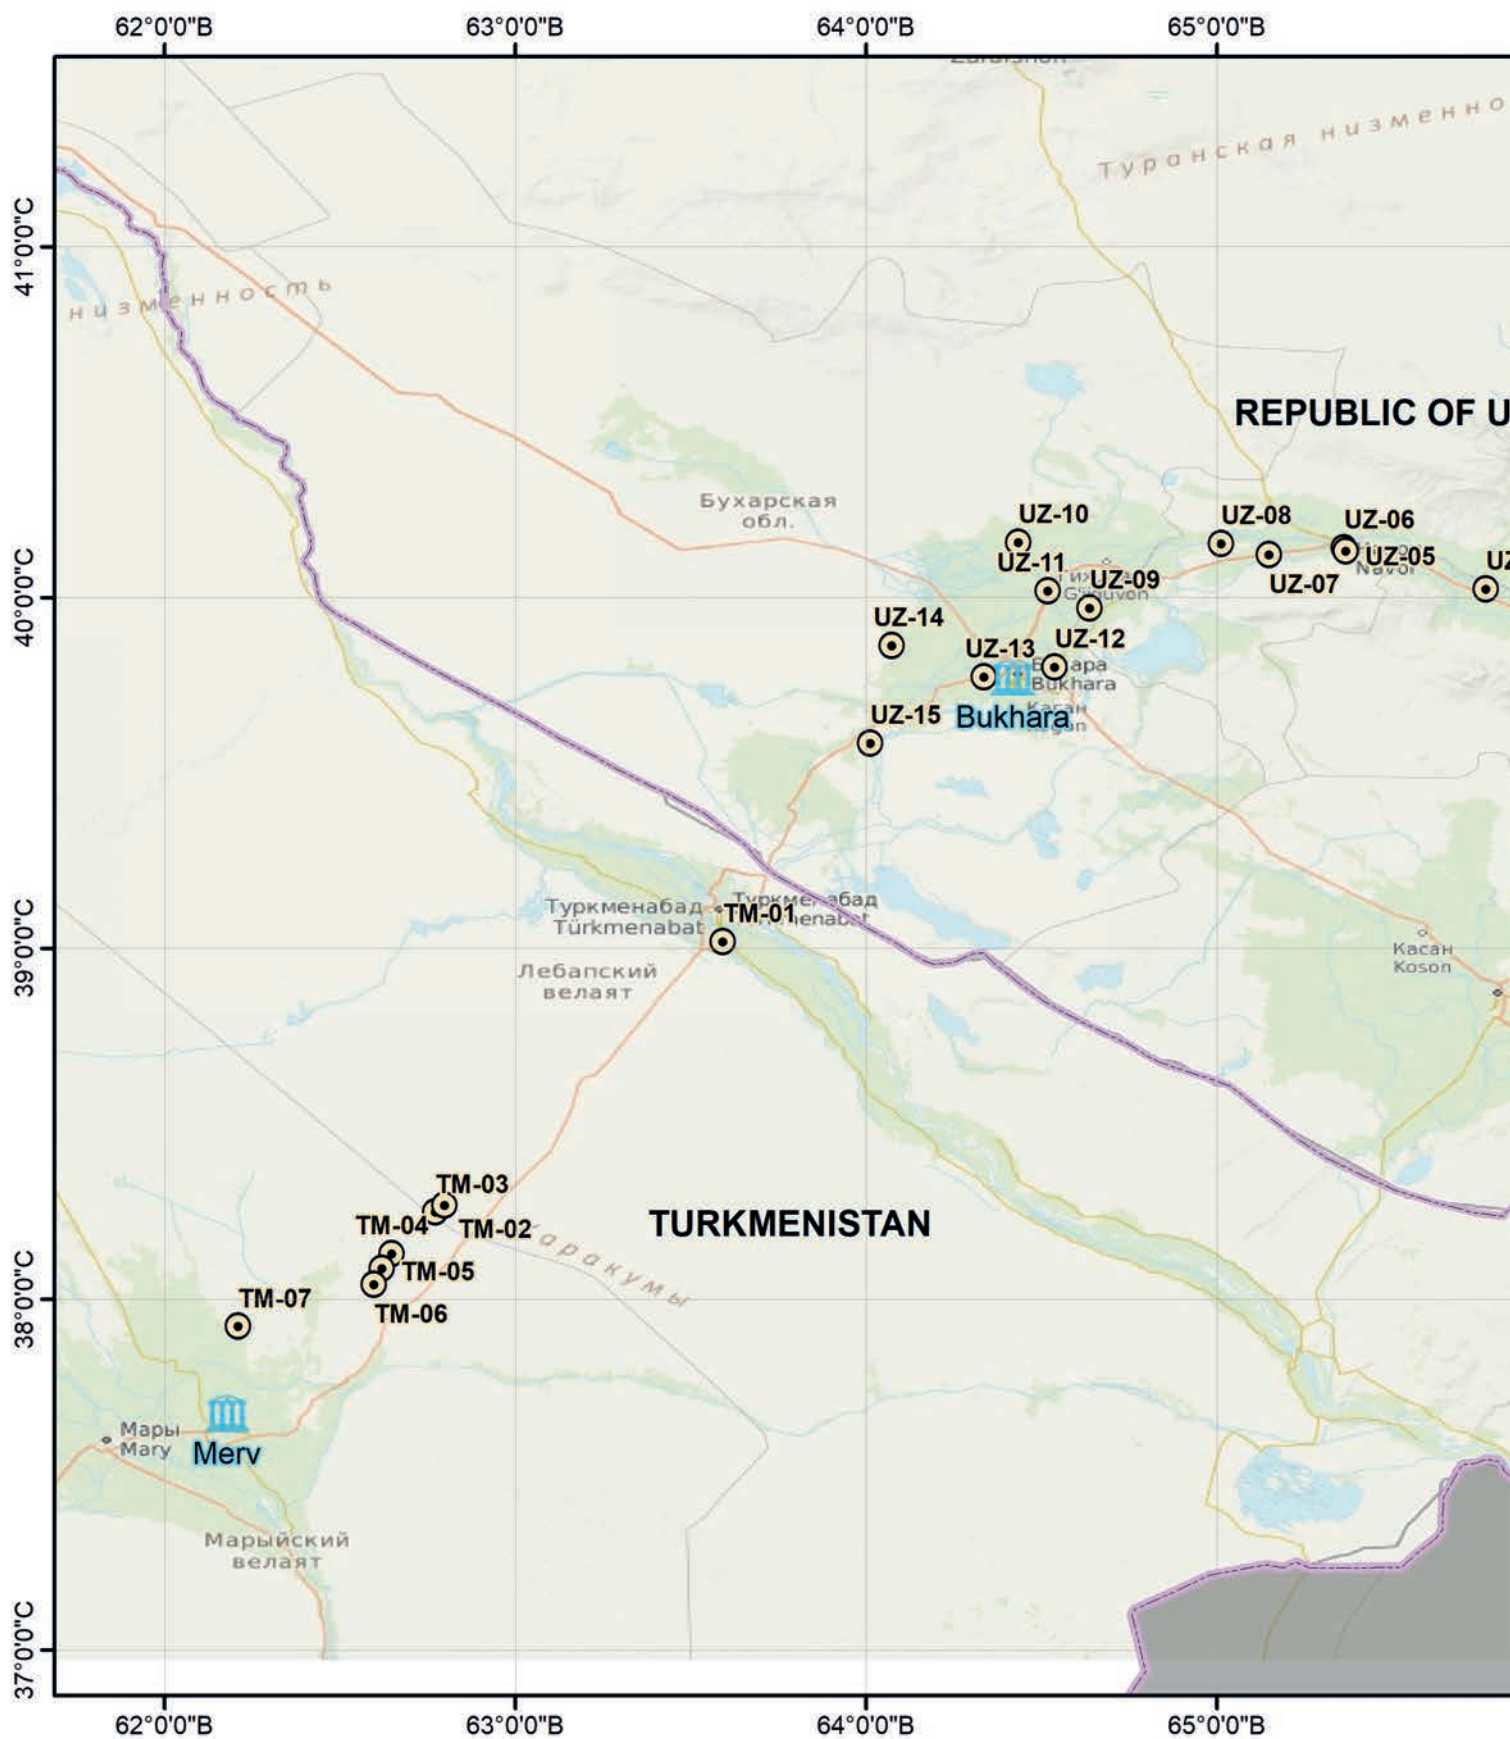 62°0'0"В 63°0'0"В 64°0'0"В 65°0'0"В
Zarafshon
Туранская низменно
41°0'0"С
низменность
REPUBLIC OF U
Бухарская
обл.
UZ-10
UZ-08
UZ-06
UZ-11
UZ-05
UZ-07
Navoi
UZ-09
G'ijduvon
40°0'0"С
UZ-14
UZ-13
UZ-12
Bukhara
UZ-15
Bukhara
Каган
Kogon
Туркменабад
Türkmenabat
Туркменабад
TM-01
39°0'0"С
Лебапский
велаят
Касан
Koson
TM-03
TM-04
TM-02
TURKMENISTAN
Каракумы
TM-05
38°0'0"С
TM-07
TM-06
Мары
Mary
Merv
Марыйский
велаят
37°0'0"С
62°0'0"В 63°0'0"В 64°0'0"В 65°0'0"В